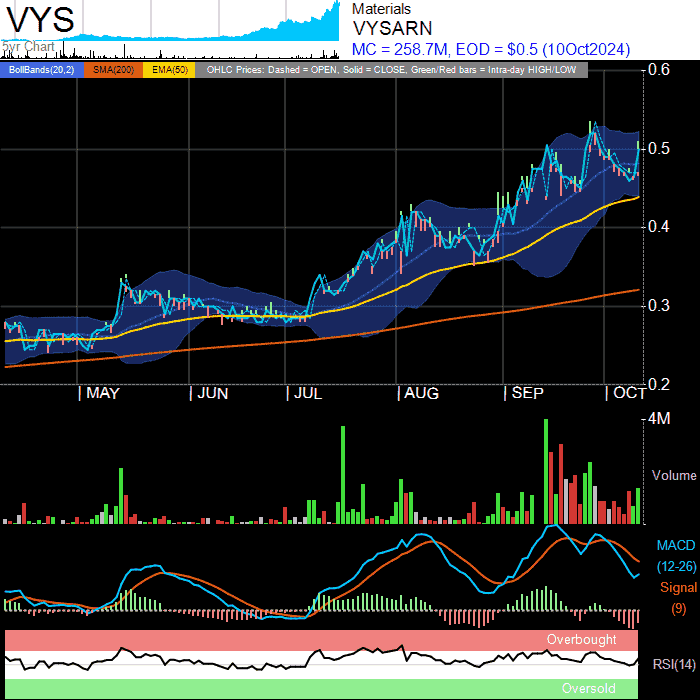 VYS
Materials
VYSARN
MC = 258.7M, EOD = $0.5 (10Oct2024)
5yr Chart
BollBands(20,2) SMA(200) EMA(50) OHLC Prices: Dashed = OPEN, Solid = CLOSE, Green/Red bars = Intra-day HIGH/LOW
0.6
0.5
0.4
0.3
0.2
| MAY | JUN | JUL | AUG | SEP | OCT
4M
Volume
MACD
(12-26)
Signal
(9)
Overbought
RSI(14)
Oversold